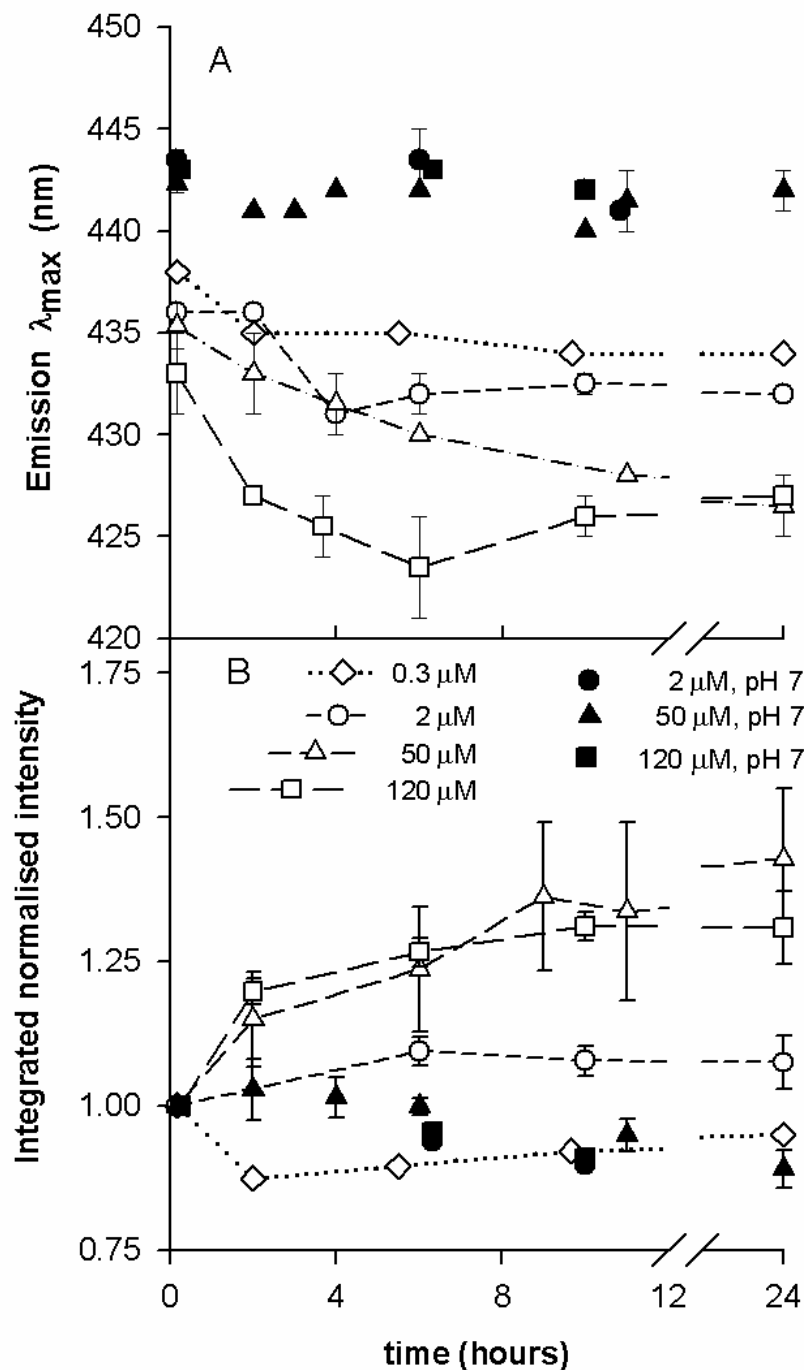 A
450
445
440
435
430
425
420
Emission λmax (nm)
B
0.3 μM
2 μM
50 μM
120 μM
2 μM, pH 7
50 μM, pH 7
120 μM, pH 7
1.75
1.50
1.25
1.00
0.75
Integrated normalised intensity
0 4 8 12 24
time (hours)